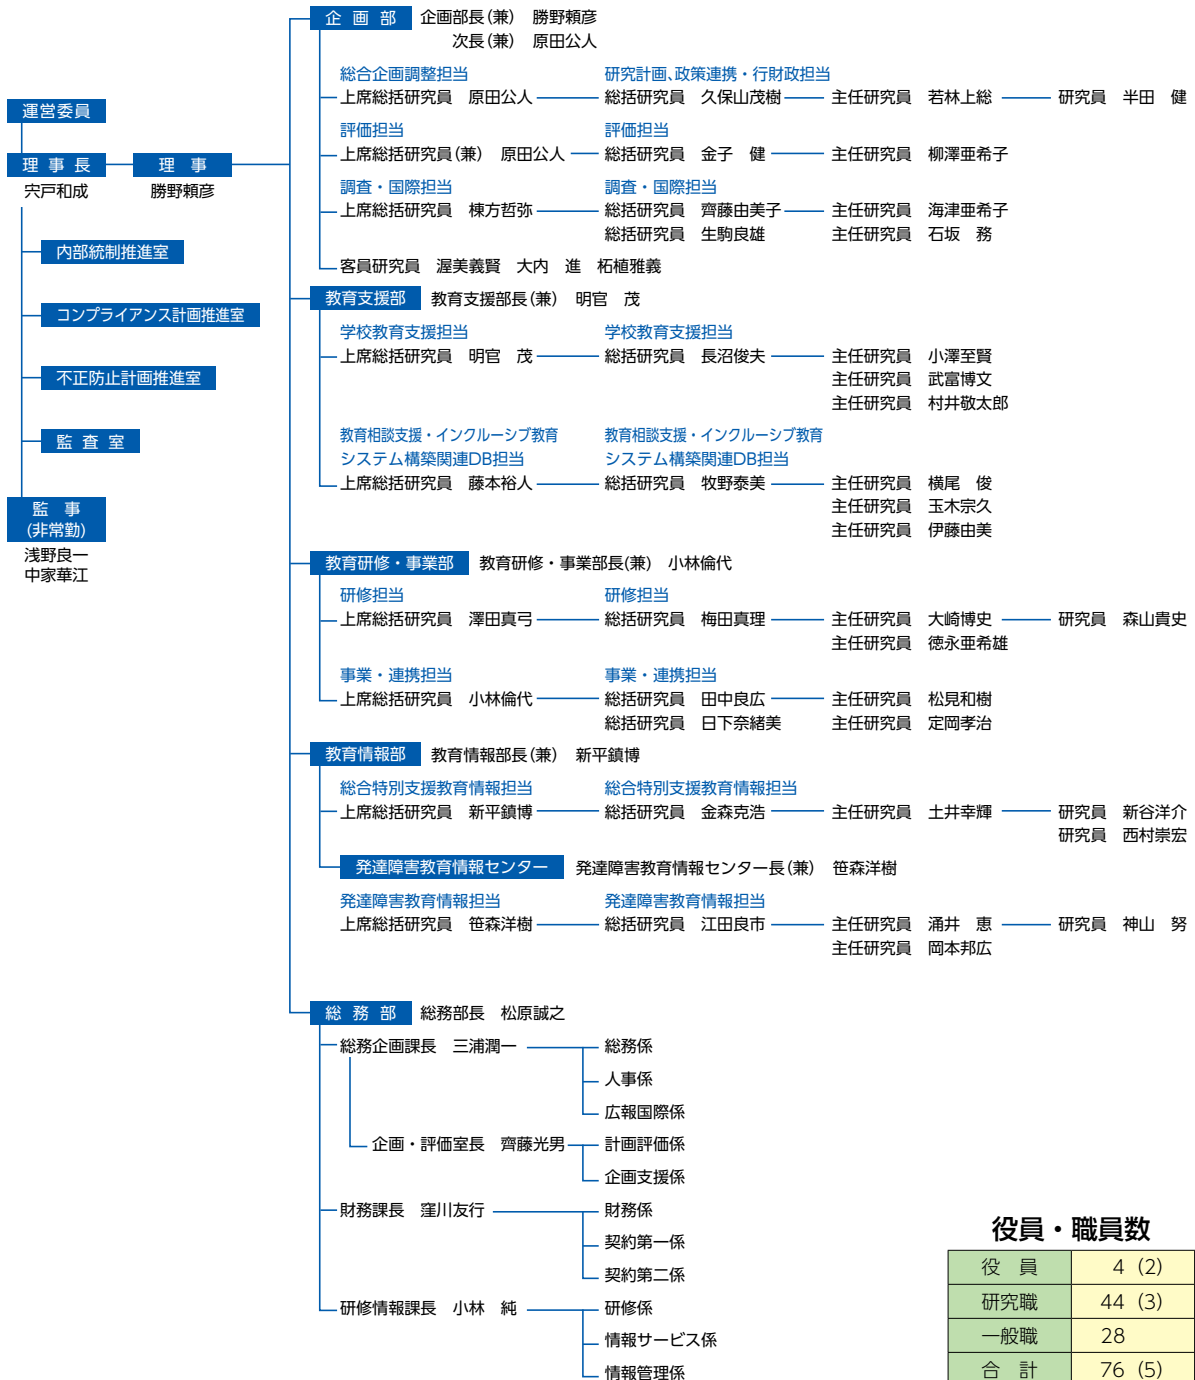 運営委員
理 事 長
宍戸和成
理　事
勝野頼彦
内部統制推進室
コンプライアンス計画推進室
不正防止計画推進室
監 査 室
監　事
(非常勤)
浅野良一
中家華江
企 画 部　企画部長(兼)　勝野頼彦
次長(兼)　原田公人
総合企画調整担当　研究計画、政策連携・行財政担当
上席総括研究員　原田公人　総括研究員　久保山茂樹　主任研究員　若林上総　研究員　半田　健
評価担当　評価担当
上席総括研究員(兼)　原田公人　総括研究員　金子　健　主任研究員　柳澤亜希子
調査・国際担当　調査・国際担当
上席総括研究員　棟方哲弥　総括研究員　齊藤由美子　主任研究員　海津亜希子
総括研究員　生駒良雄　主任研究員　石坂　務
客員研究員　渥美義賢　大内　進　柘植雅義
教育支援部　教育支援部長(兼)　明官　茂
学校教育支援担当　学校教育支援担当
上席総括研究員　明官　茂　総括研究員　長沼俊夫　主任研究員　小澤至賢
主任研究員　武富博文
主任研究員　村井敬太郎
教育相談支援・インクルーシブ教育　教育相談支援・インクルーシブ教育
システム構築関連DB担当　システム構築関連DB担当
上席総括研究員　藤本裕人　総括研究員　牧野泰美　主任研究員　横尾　俊
主任研究員　玉木宗久
主任研究員　伊藤由美
教育研修・事業部　教育研修・事業部長(兼)　小林倫代
研修担当　研修担当
上席総括研究員　澤田真弓　総括研究員　梅田真理　主任研究員　大崎博史　研究員　森山貴史
主任研究員　徳永亜希雄
事業・連携担当　事業・連携担当
上席総括研究員　小林倫代　総括研究員　田中良広　主任研究員　松見和樹
総括研究員　日下奈緒美　主任研究員　定岡孝治
教育情報部　教育情報部長(兼)　新平鎮博
総合特別支援教育情報担当　総合特別支援教育情報担当
上席総括研究員　新平鎮博　総括研究員　金森克浩　主任研究員　土井幸輝　研究員　新谷洋介
研究員　西村崇宏
発達障害教育情報センター　発達障害教育情報センター長(兼)　笹森洋樹
発達障害教育情報担当　発達障害教育情報担当
上席総括研究員　笹森洋樹　総括研究員　江田良市　主任研究員　涌井　恵　研究員　神山　努
主任研究員　岡本邦広
総 務 部　総務部長　松原誠之
総務企画課長　三浦潤一　総務係
人事係
広報国際係
企画・評価室長　齊藤光男　計画評価係
企画支援係
財務課長　窪川友行　財務係
契約第一係
契約第二係
研修情報課長　小林　純　研修係
情報サービス係
情報管理係
役員・職員数
役　員　4 (2)
研究職　44 (3)
一般職　28
合　計　76 (5)